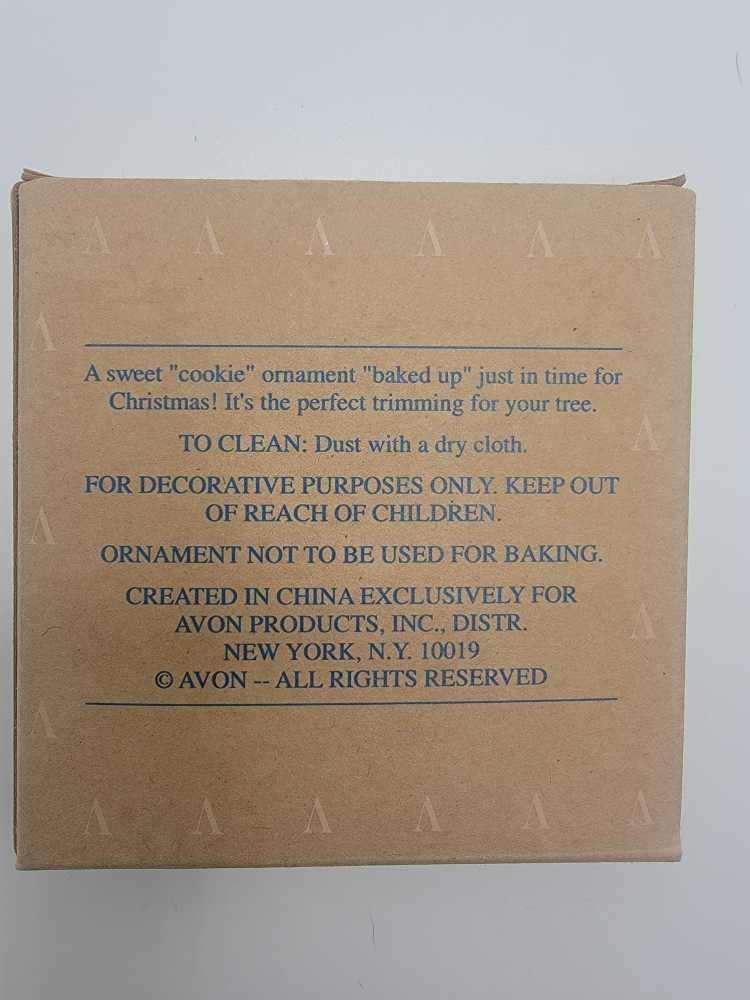 A sweet "cookie" ornament "baked up" just in time for
Christmas! It's the perfect trimming for your tree.
TO CLEAN: Dust with a dry cloth.
FOR DECORATIVE PURPOSES ONLY. KEEP OUT
OF REACH OF CHILDREN.
ORNAMENT NOT TO BE USED FOR BAKING.
CREATED IN CHINA EXCLUSIVELY FOR
AVON PRODUCTS, INC., DISTR.
NEW YORK, N.Y. 10019
© AVON -- ALL RIGHTS RESERVED